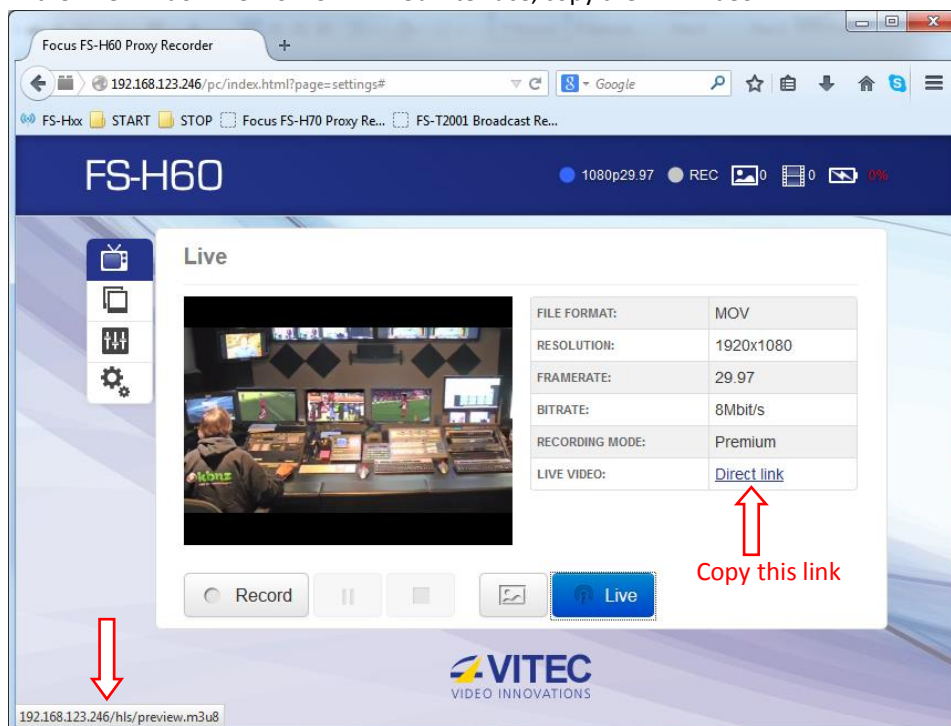 Focus FS-H60 Proxy Recorder +
192.168.123.246/pc/index.html?page=settings# 8 Google S
FS-Hxx START STOP Focus FS-H70 Proxy Re... FS-T2001 Broadcast Re...
FS-H60 1080p29.97 REC 0 0 0%
Live
FILE FORMAT: MOV
RESOLUTION: 1920x1080
FRAMERATE: 29.97
BITRATE: 8Mbit/s
RECORDING MODE: Premium
LIVE VIDEO: Direct link
kbnz
Copy this link
Record Live
VITEC
VIDEO INNOVATIONS
192.168.123.246/hls/preview.m3u8